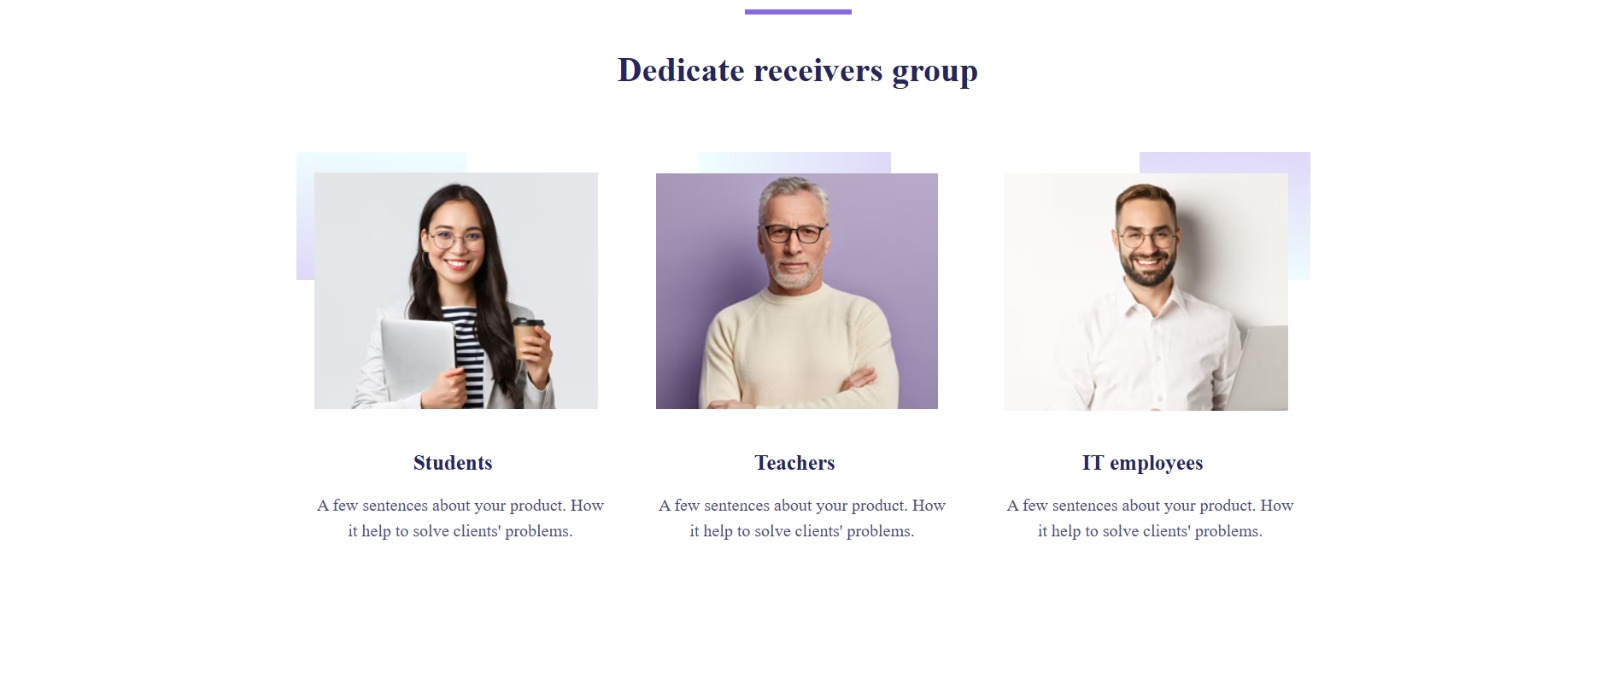 Dedicate receivers group
Students
A few sentences about your product. How
it help to solve clients' problems.
Teachers
A few sentences about your product. How
it help to solve clients' problems.
IT employees
A few sentences about your product. How
it help to solve clients' problems.